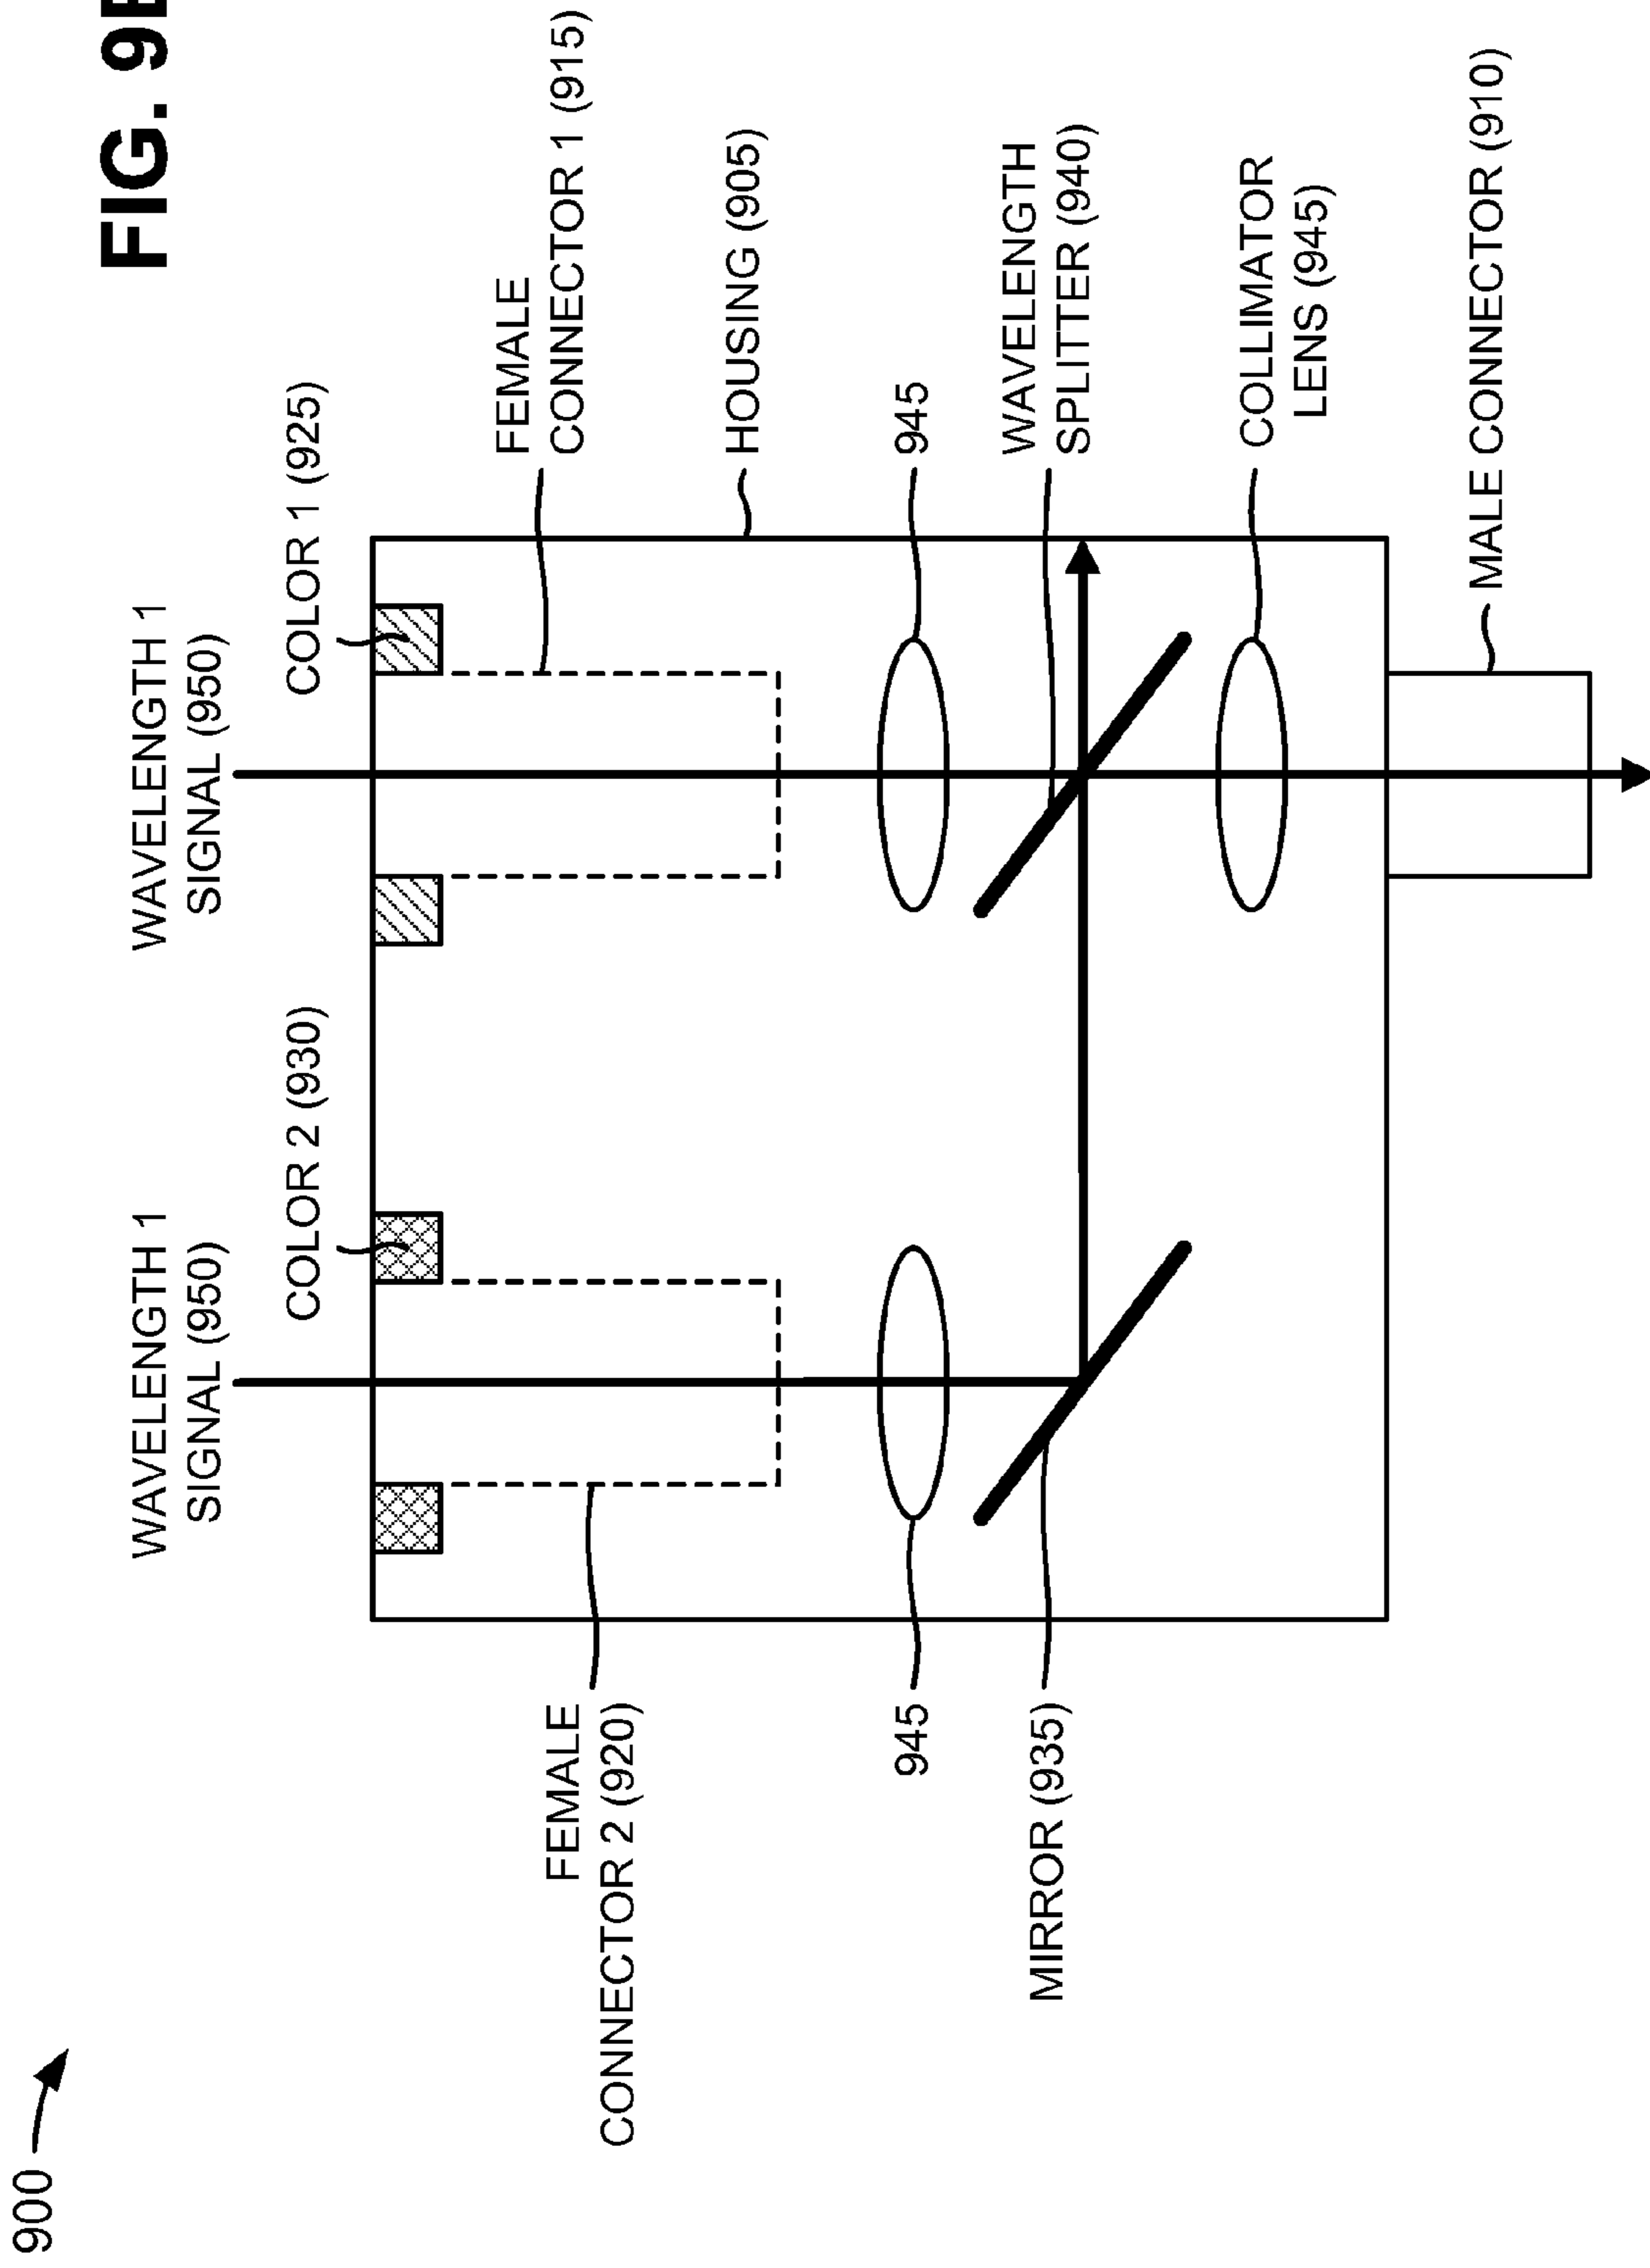 900
FIG.
WAVELENGTH 1
SIGNAL (950)
WAVELENGTH 1
SIGNAL (950)
COLOR 2 (930)
COLOR 1 (925)
FEMALE
CONNECTOR 2 (920)
FEMALE
CONNECTOR 1 (915)
HOUSING (905)
945
945
MIRROR (935)
WAVELENGTH
SPLITTER (940)
COLLIMATOR
LENS (945)
MALE CONNECTOR (910)